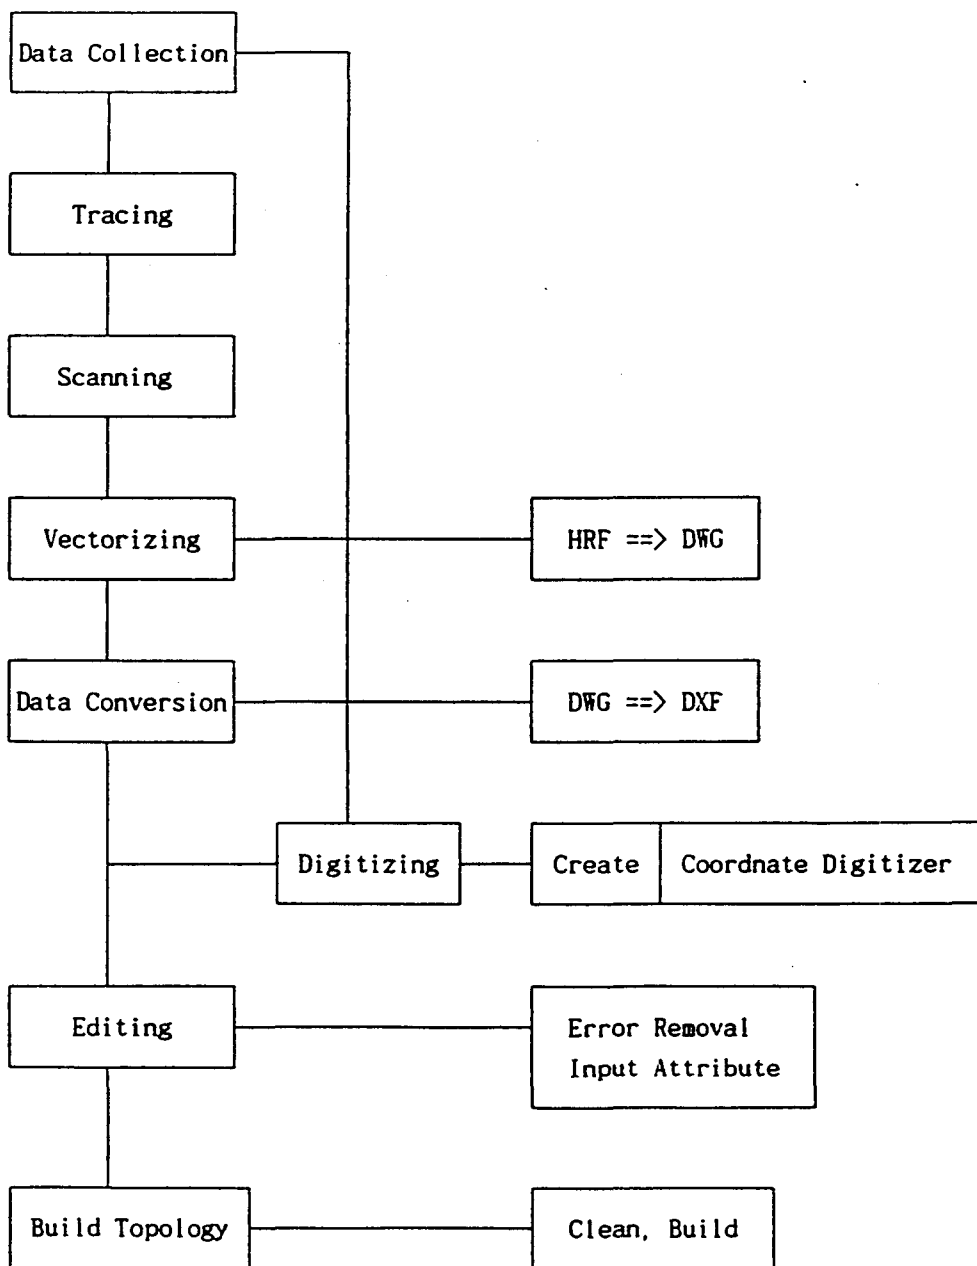 Data Collection
Tracing
Scanning
Vectorizing
HRF ==> DWG
Data Conversion
DWG ==> DXF
Digitizing
Create
Coordnate Digitizer
Editing
Error Removal
Input Attribute
Build Topology
Clean, Build